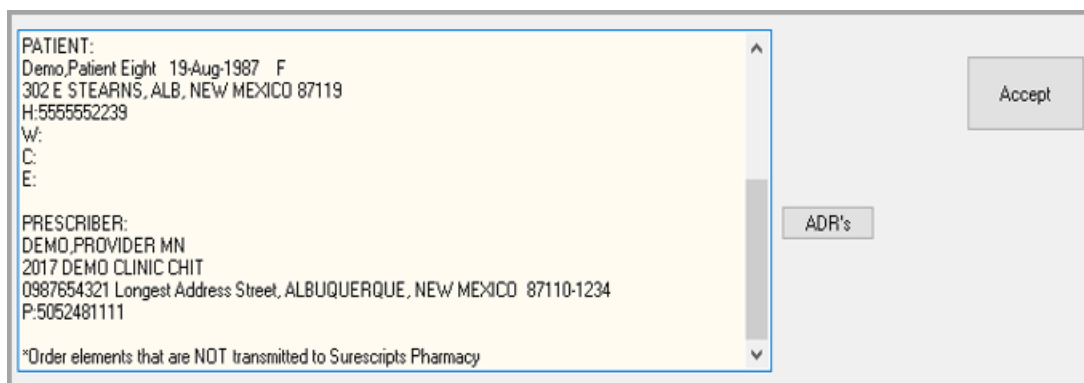 PATIENT:
Demo,Patient Eight 19-Aug-1987 F
302 E STEARNS, ALB, NEW MEXICO 87119
H:5555552239
W:
C:
E:
PRESCRIBER:
DEMO,PROVIDER MN
2017 DEMO CLINIC CHIT
0987654321 Longest Address Street, ALBUQUERQUE, NEW MEXICO 87110-1234
P:5052481111
*Order elements that are NOT transmitted to Surescripts Pharmacy
Accept
ADR's